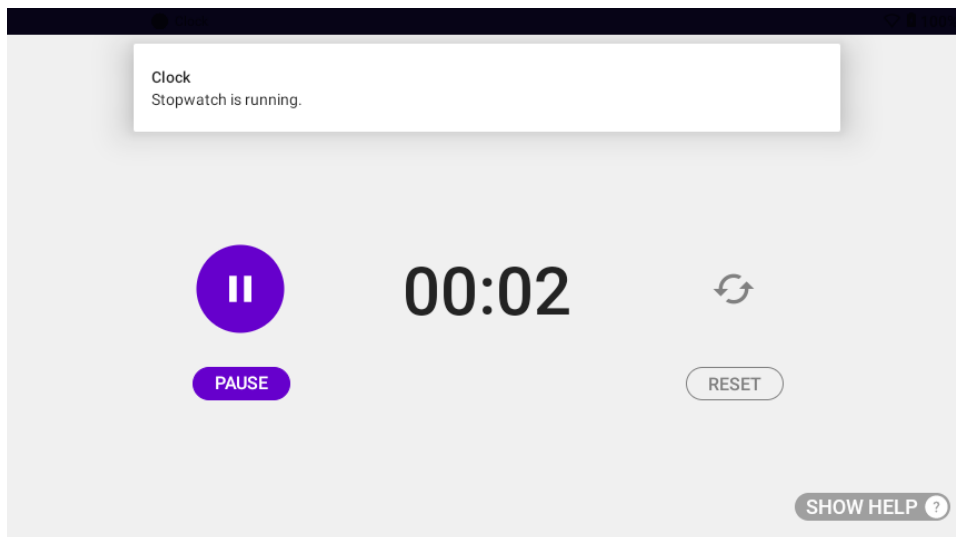 Clock
Stopwatch is running.
00:02
PAUSE
RESET
SHOW HELP ?